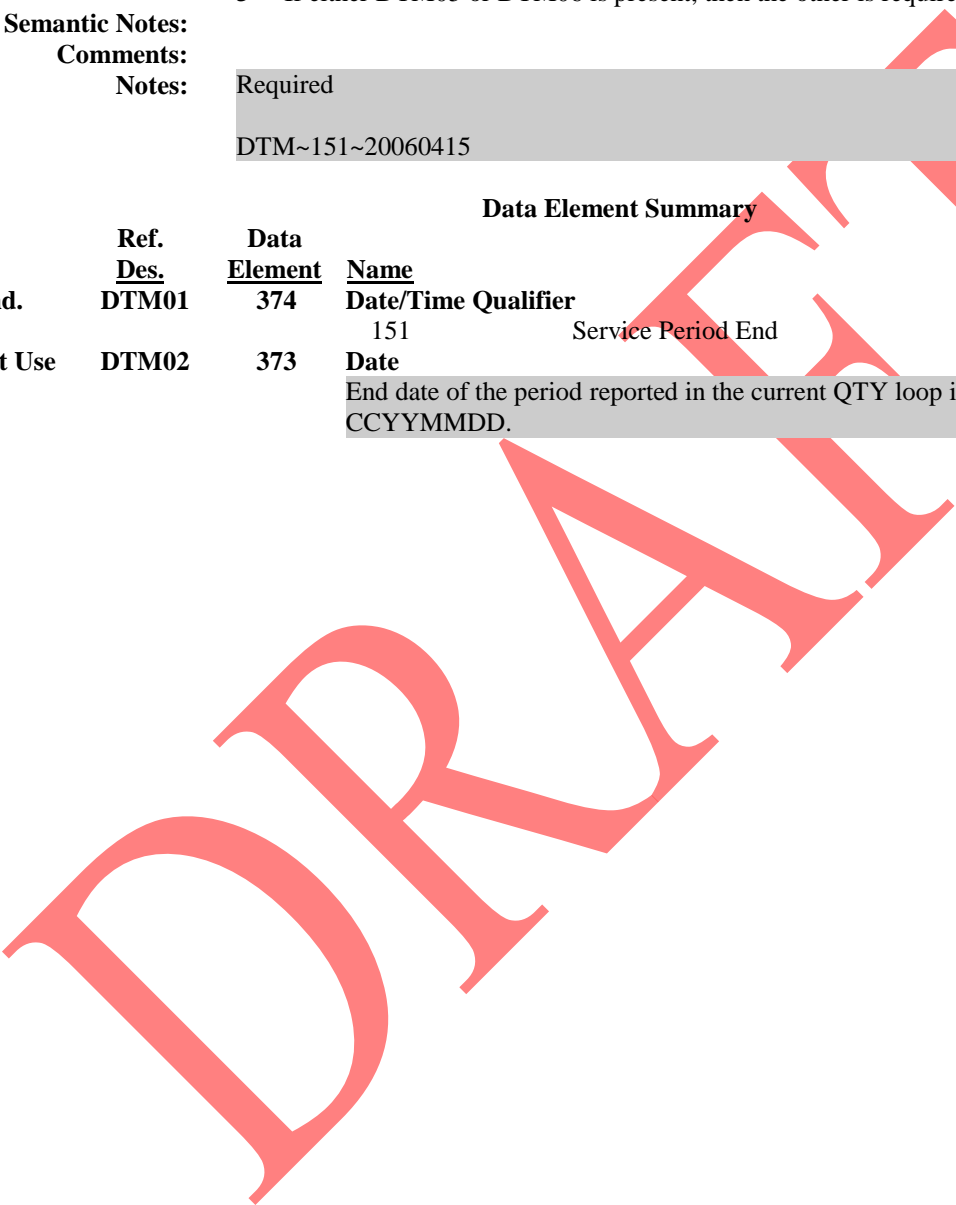 Semantic Notes:
Comments:
Notes: Required
DTM~151~20060415
Data Element Summary
Ref. Data
Des. Element Name
d. DTM01 374 Date/Time Qualifier
151 Service Period End
t Use DTM02 373 Date
End date of the period reported in the current QTY loop i
CCYYMMDD.
DRAFT